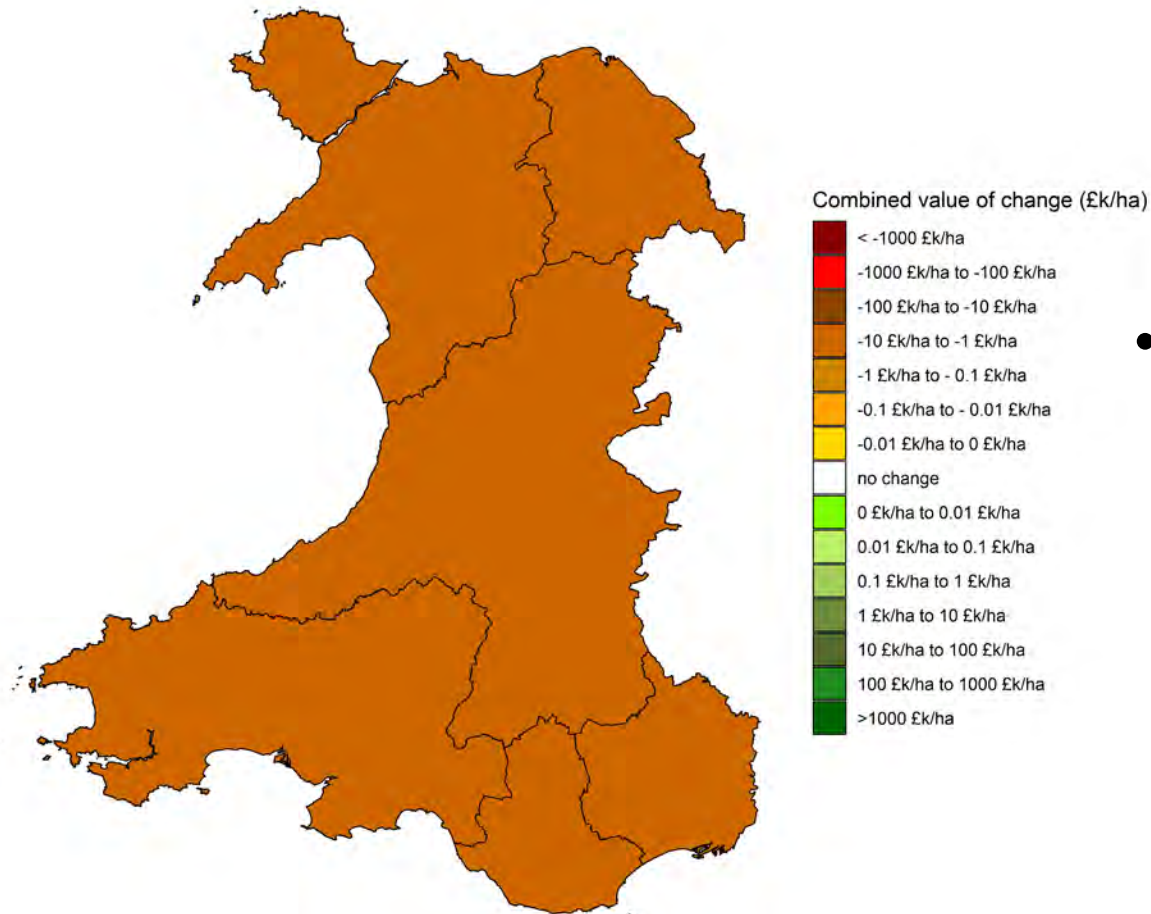 Combined value of change (£k/ha)
< -1000 £k/ha
-1000 £k/ha to -100 £k/ha
-100 £k/ha to -10 £k/ha
-10 £k/ha to -1 £k/ha
-1 £k/ha to - 0.1 £k/ha
-0.1 £k/ha to - 0.01 £k/ha
-0.01 £k/ha to 0 £k/ha
no change
0 £k/ha to 0.01 £k/ha
0.01 £k/ha to 0.1 £k/ha
0.1 £k/ha to 1 £k/ha
1 £k/ha to 10 £k/ha
10 £k/ha to 100 £k/ha
100 £k/ha to 1000 £k/ha
>1000 £k/ha